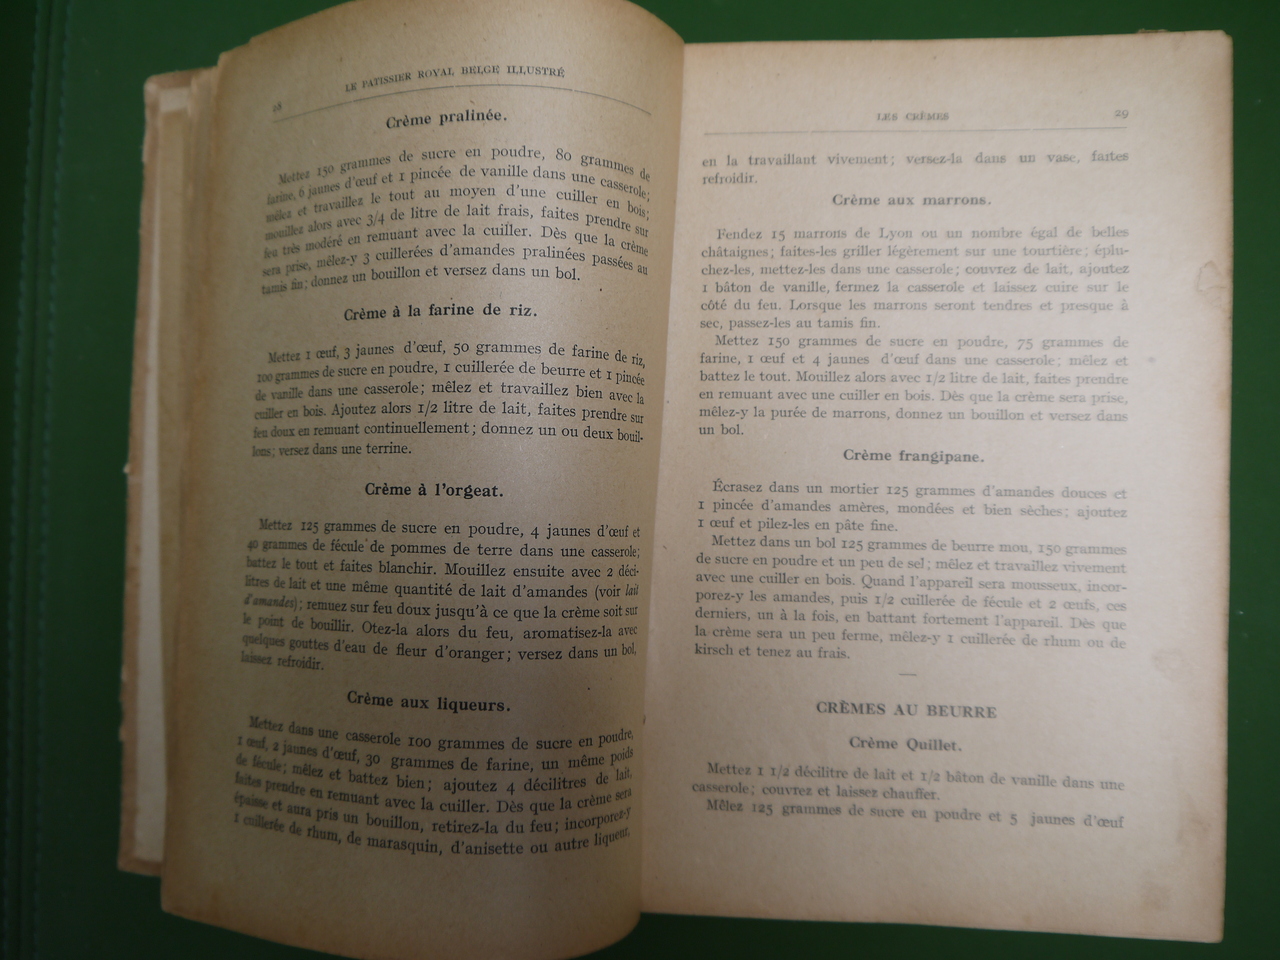 28
LE PATISSIER ROYAL BELGE ILLUSTRÉ
Crème pralinée.
Mettez 150 grammes de sucre en poudre, 80 grammes de
farine, 6 jaunes d'œuf et 1 pincée de vanille dans une casserole;
mêlez et travaillez le tout au moyen d'une cuiller en bois;
mouillez alors avec 3/4 de litre de lait frais, faites prendre sur
feu très modéré en remuant avec la cuiller. Dès que la crème
sera prise, mêlez-y 3 cuillerées d'amandes pralinées passées au
tamis fin; donnez un bouillon et versez dans un bol.
Crème à la farine de riz.
Mettez 1 œuf, 3 jaunes d'œuf, 50 grammes de farine de riz,
100 grammes de sucre en poudre, 1 cuillerée de beurre et 1 pincée
de vanille dans une casserole; mêlez et travaillez bien avec la
cuiller en bois. Ajoutez alors 1/2 litre de lait, faites prendre sur
feu doux en remuant continuellement; donnez un ou deux bouil-
lons; versez dans une terrine.
Crème à l'orgeat.
Mettez 125 grammes de sucre en poudre, 4 jaunes d'œuf et
40 grammes de fécule de pommes de terre dans une casserole;
battez le tout et faites blanchir. Mouillez ensuite avec 2 déci-
litres de lait et une même quantité de lait d'amandes (voir lait
d'amandes); remuez sur feu doux jusqu'à ce que la crème soit sur
le point de bouillir. Otez-la alors du feu, aromatisez-la avec
quelques gouttes d'eau de fleur d'oranger; versez dans un bol,
laissez refroidir.
Crème aux liqueurs.
Mettez dans une casserole 100 grammes de sucre en poudre,
1 œuf, 2 jaunes d'œuf, 30 grammes de farine, un même poids
de fécule; mêlez et battez bien; ajoutez 4 décilitres de lait,
faites prendre en remuant avec la cuiller. Dès que la crème sera
épaisse et aura pris un bouillon, retirez-la du feu; incorporez-y
1 cuillerée de rhum, de marasquin, d'anisette ou autre liqueur,
LES CRÈMES
29
en la travaillant vivement; versez-la dans un vase, faites
refroidir.
Crème aux marrons.
Fendez 15 marrons de Lyon ou un nombre égal de belles
châtaignes; faites-les griller légèrement sur une tourtière; éplu-
chez-les, mettez-les dans une casserole; couvrez de lait, ajoutez
1 bâton de vanille, fermez la casserole et laissez cuire sur le
côté du feu. Lorsque les marrons seront tendres et presque à
sec, passez-les au tamis fin.
Mettez 150 grammes de sucre en poudre, 75 grammes de
farine, 1 œuf et 4 jaunes d'œuf dans une casserole; mêlez et
battez le tout. Mouillez alors avec 1/2 litre de lait, faites prendre
en remuant avec une cuiller en bois. Dès que la crème sera prise,
mêlez-y la purée de marrons, donnez un bouillon et versez dans
un bol.
Crème frangipane.
Écrasez dans un mortier 125 grammes d'amandes douces et
1 pincée d'amandes amères, mondées et bien sèches; ajoutez
1 œuf et pilez-les en pâte fine.
Mettez dans un bol 125 grammes de beurre mou, 150 grammes
de sucre en poudre et un peu de sel; mêlez et travaillez vivement
avec une cuiller en bois. Quand l'appareil sera mousseux, incor-
porez-y les amandes, puis 1/2 cuillerée de fécule et 2 œufs, ces
derniers, un à la fois, en battant fortement l'appareil. Dès que
la crème sera un peu ferme, mêlez-y 1 cuillerée de rhum ou de
kirsch et tenez au frais.
CRÈMES AU BEURRE
Crème Quillet.
Mettez 1 1/2 décilitre de lait et 1/2 bâton de vanille dans une
casserole; couvrez et laissez chauffer.
Mêlez 125 grammes de sucre en poudre et 5 jaunes d'œuf